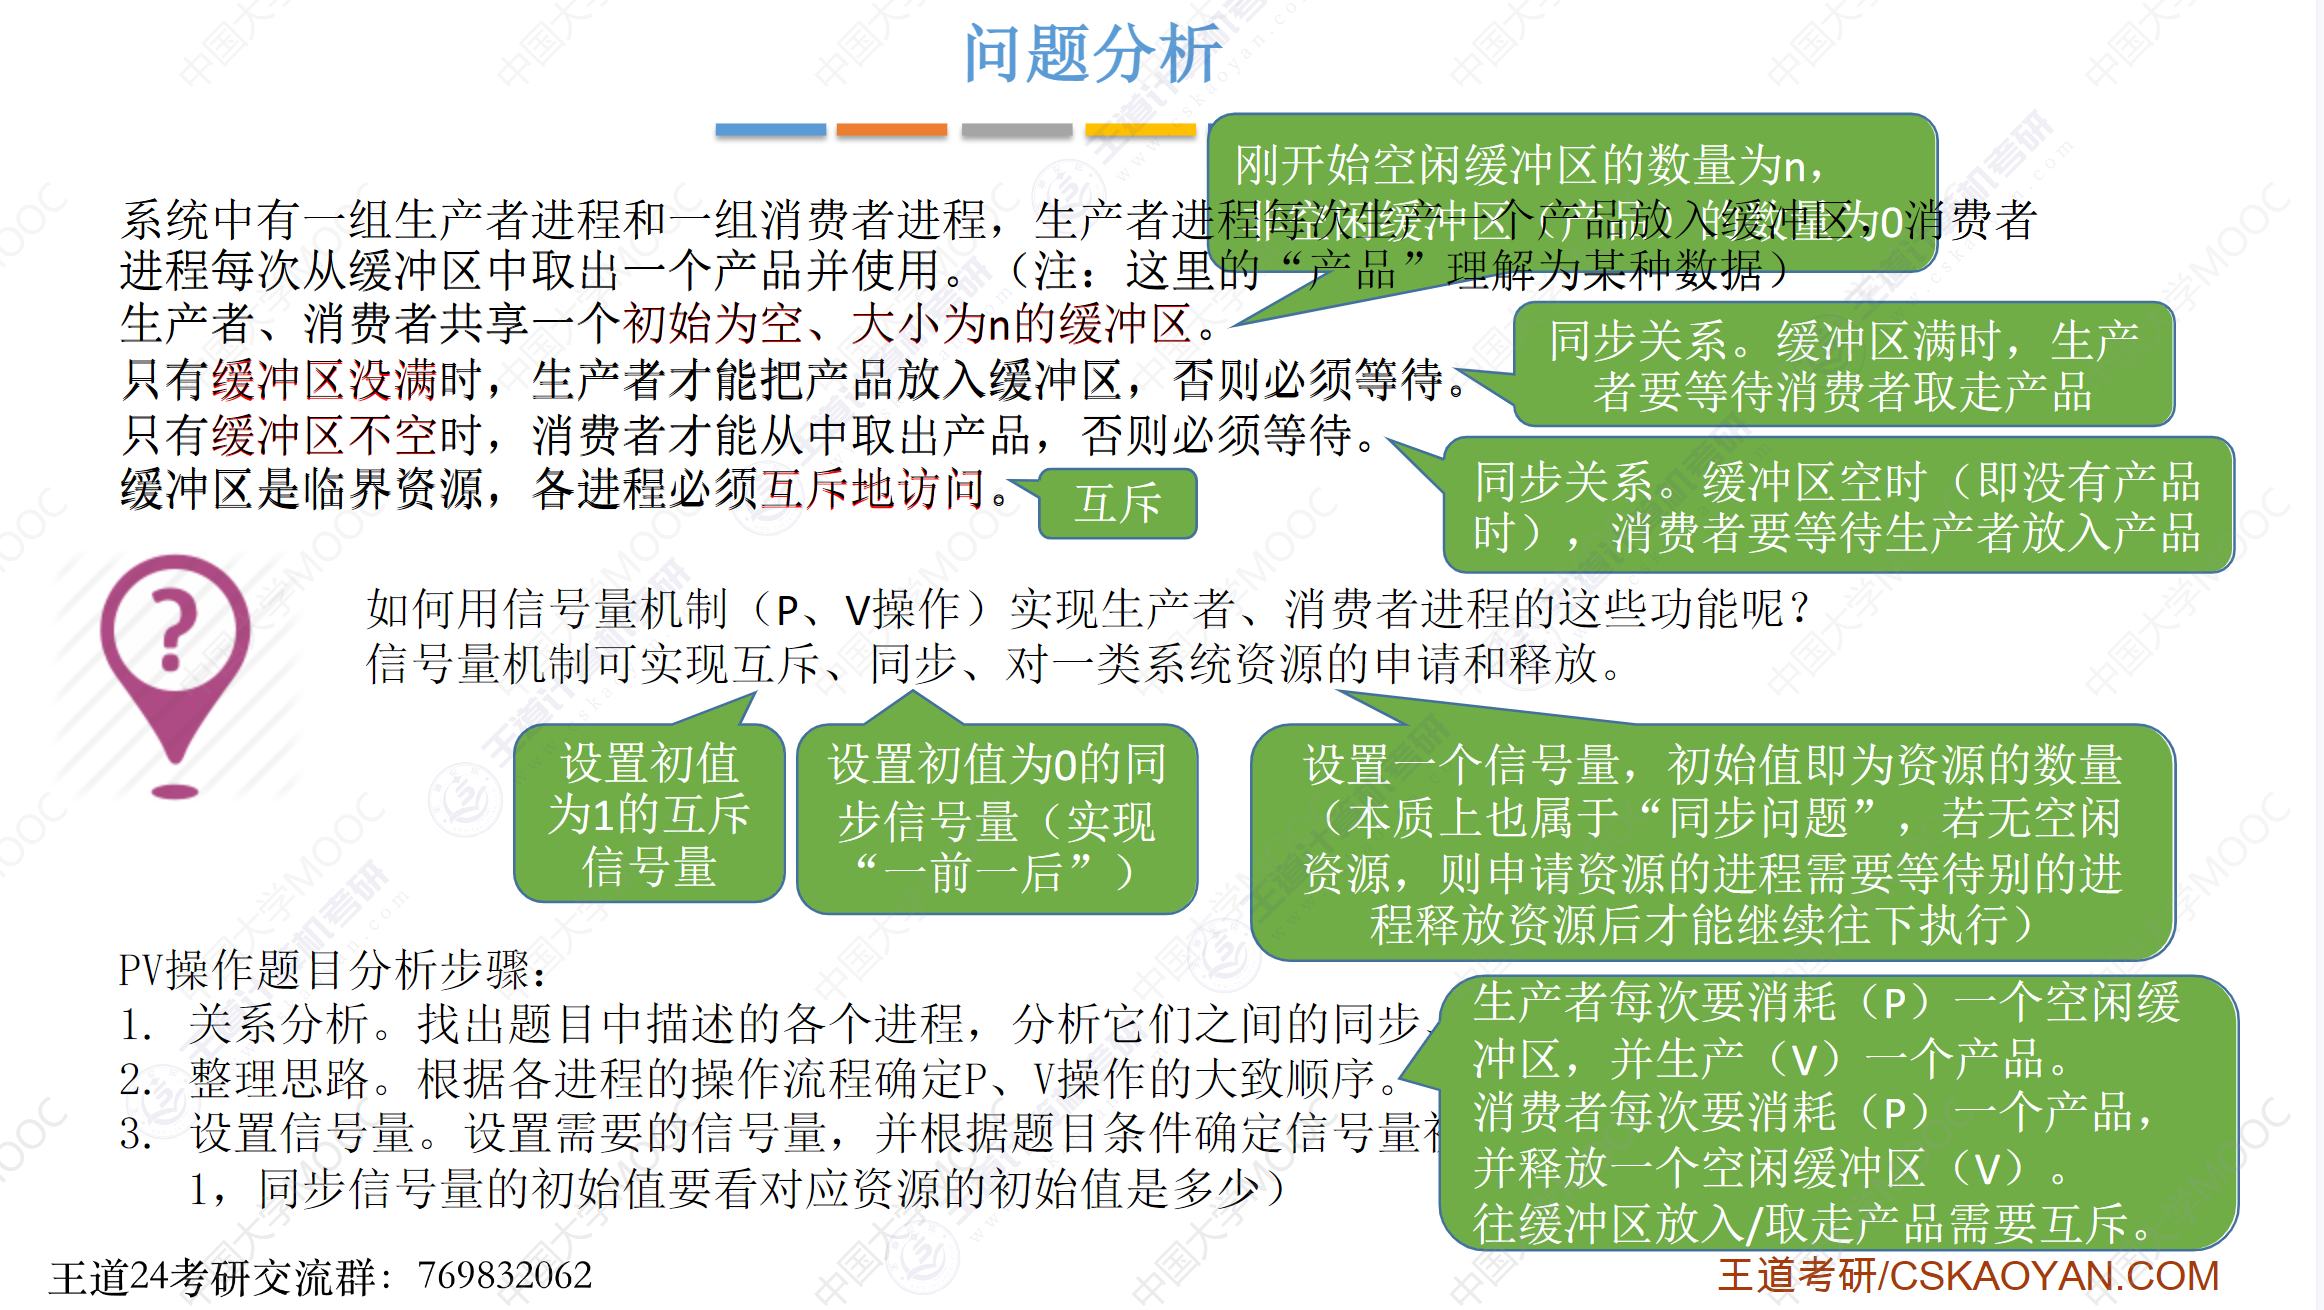 问题分析
刚开始空闲缓冲区的数量为n，
非空闲缓冲区（产品）的数量为0
系统中有一组生产者进程和一组消费者进程，生产者进程每次生产一个产品放入缓冲区，消费者
进程每次从缓冲区中取出一个产品并使用。（注：这里的“产品”理解为某种数据）
生产者、消费者共享一个初始为空、大小为n的缓冲区。
只有缓冲区没满时，生产者才能把产品放入缓冲区，否则必须等待。
同步关系。缓冲区满时，生产
者要等待消费者取走产品
只有缓冲区不空时，消费者才能从中取出产品，否则必须等待。
同步关系。缓冲区空时（即没有产品
时），消费者要等待生产者放入产品
缓冲区是临界资源，各进程必须互斥地访问。
互斥
如何用信号量机制（P、V操作）实现生产者、消费者进程的这些功能呢？
信号量机制可实现互斥、同步、对一类系统资源的申请和释放。
设置初值
为1的互斥
信号量
设置初值为0的同
步信号量（实现
“一前一后”）
设置一个信号量，初始值即为资源的数量
（本质上也属于“同步问题”，若无空闲
资源，则申请资源的进程需要等待别的进
程释放资源后才能继续往下执行）
PV操作题目分析步骤：
1. 关系分析。找出题目中描述的各个进程，分析它们之间的同步、
2. 整理思路。根据各进程的操作流程确定P、V操作的大致顺序。
3. 设置信号量。设置需要的信号量，并根据题目条件确定信号量初
1，同步信号量的初始值要看对应资源的初始值是多少）
生产者每次要消耗（P）一个空闲缓
冲区，并生产（V）一个产品。
消费者每次要消耗（P）一个产品，
并释放一个空闲缓冲区（V）。
往缓冲区放入/取走产品需要互斥。
王道24考研交流群：769832062
王道考研/CSKAOYAN.COM